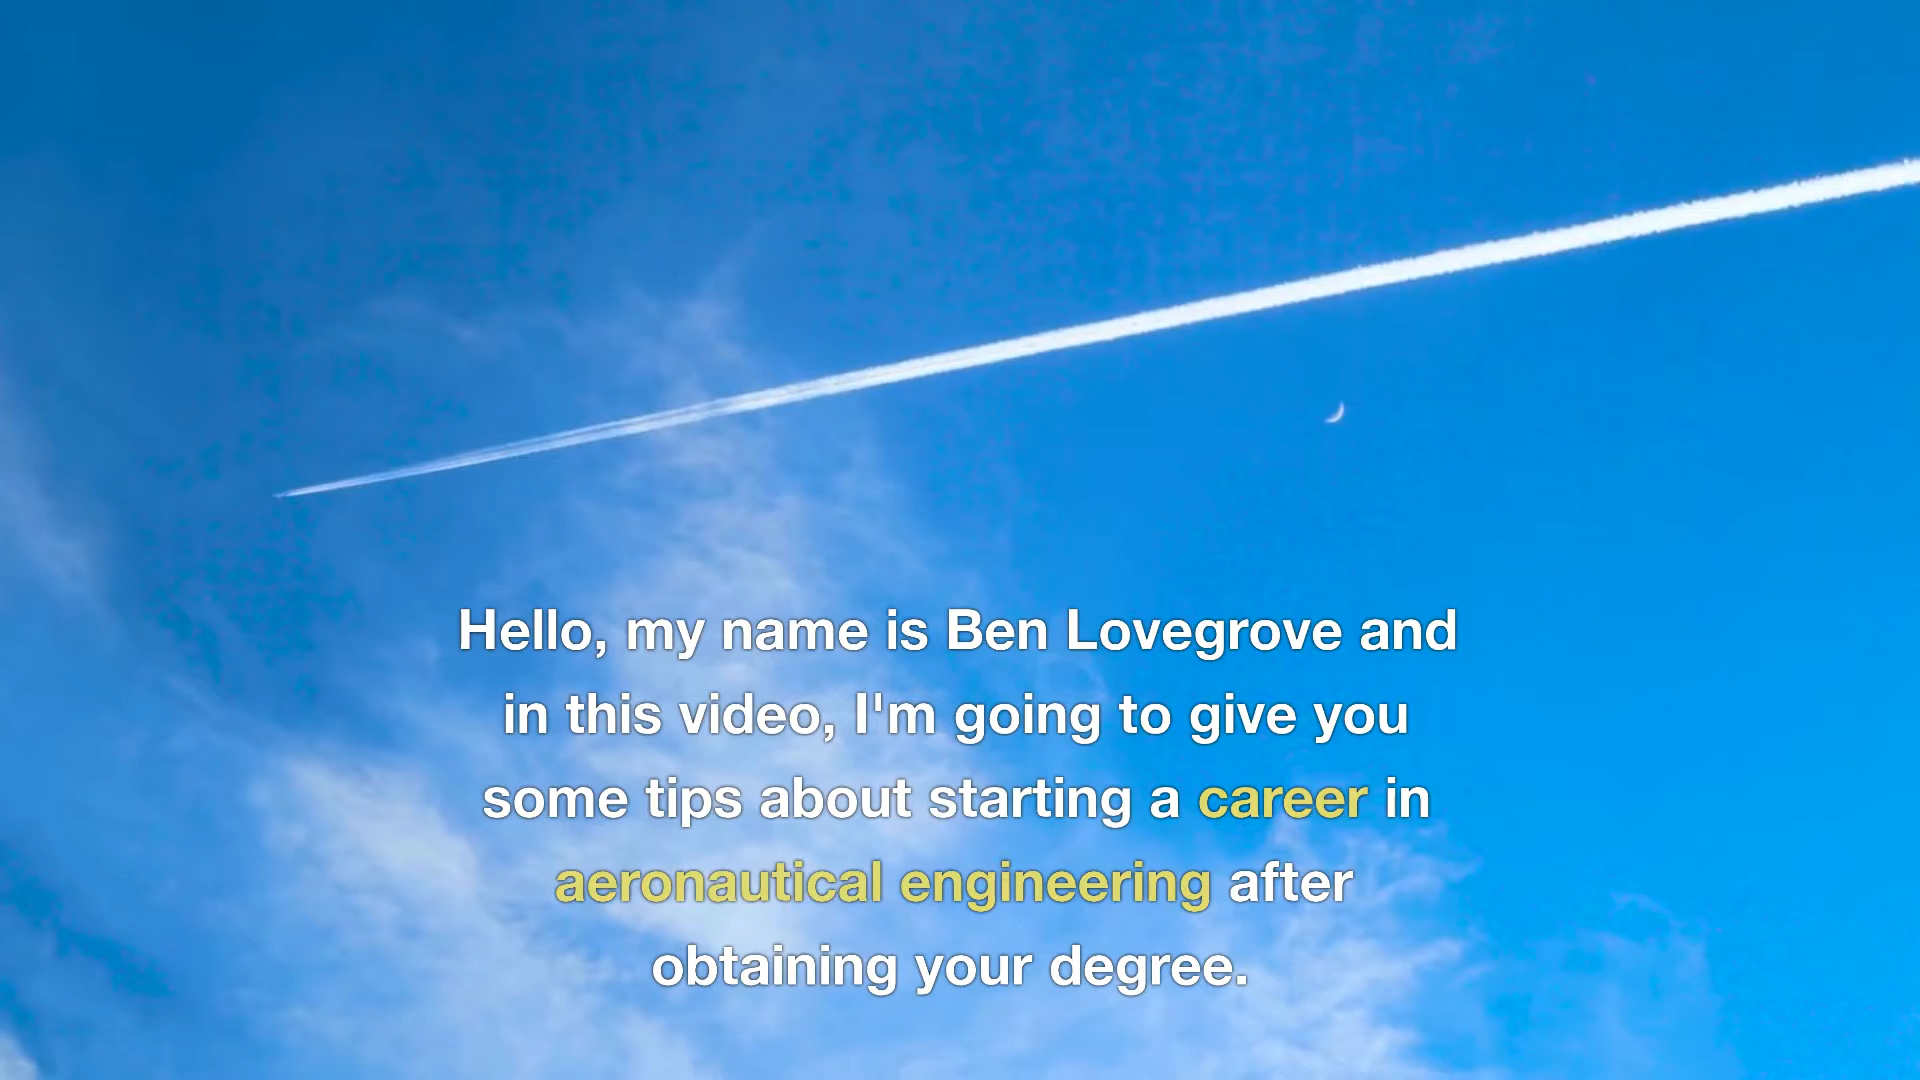 Hello, my name is Ben Lovegrove and
in this video, I'm going to give you
some tips about starting a career in
aeronautical engineering after
obtaining your degree.